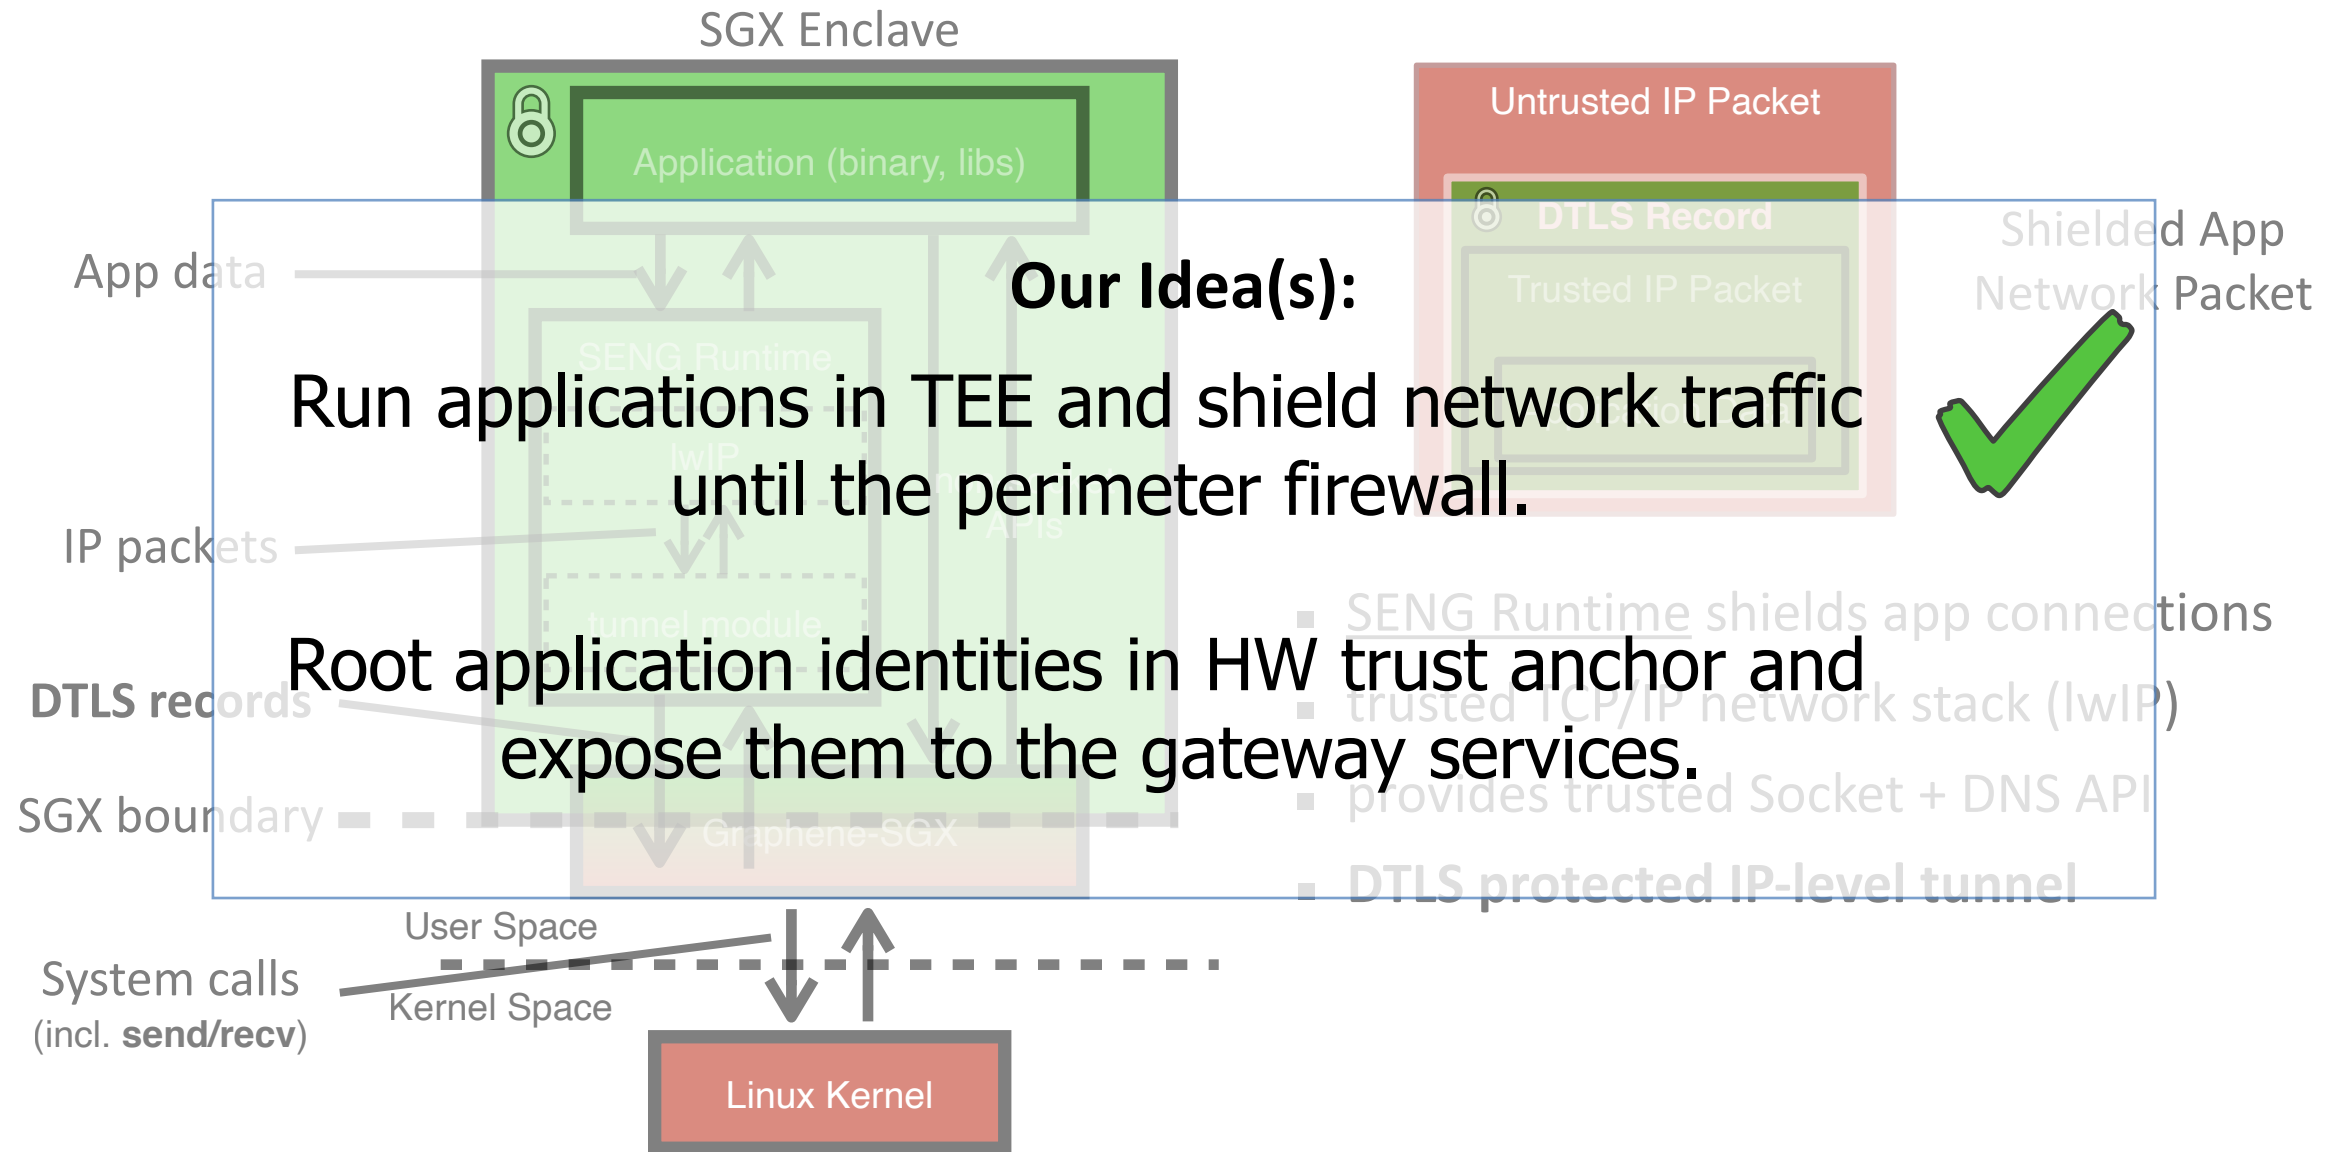 SGX Enclave
Application (binary, libs)
Untrusted IP Packet
DTLS Record
Trusted IP Packet
Shielded App
Network Packet
App data
Our Idea(s):
SENG Runtime
Run applications in TEE and shield network traffic
until the perimeter firewall.
lwIP
APIs
IP packets
tunnel module
Root application identities in HW trust anchor and
expose them to the gateway services.
DTLS records
SGX boundary
Graphene-SGX
▪ SENG Runtime shields app connections
▪ trusted TCP/IP network stack (lwIP)
▪ provides trusted Socket + DNS API
▪ DTLS protected IP-level tunnel
User Space
System calls
(incl. send/recv)
Kernel Space
Linux Kernel